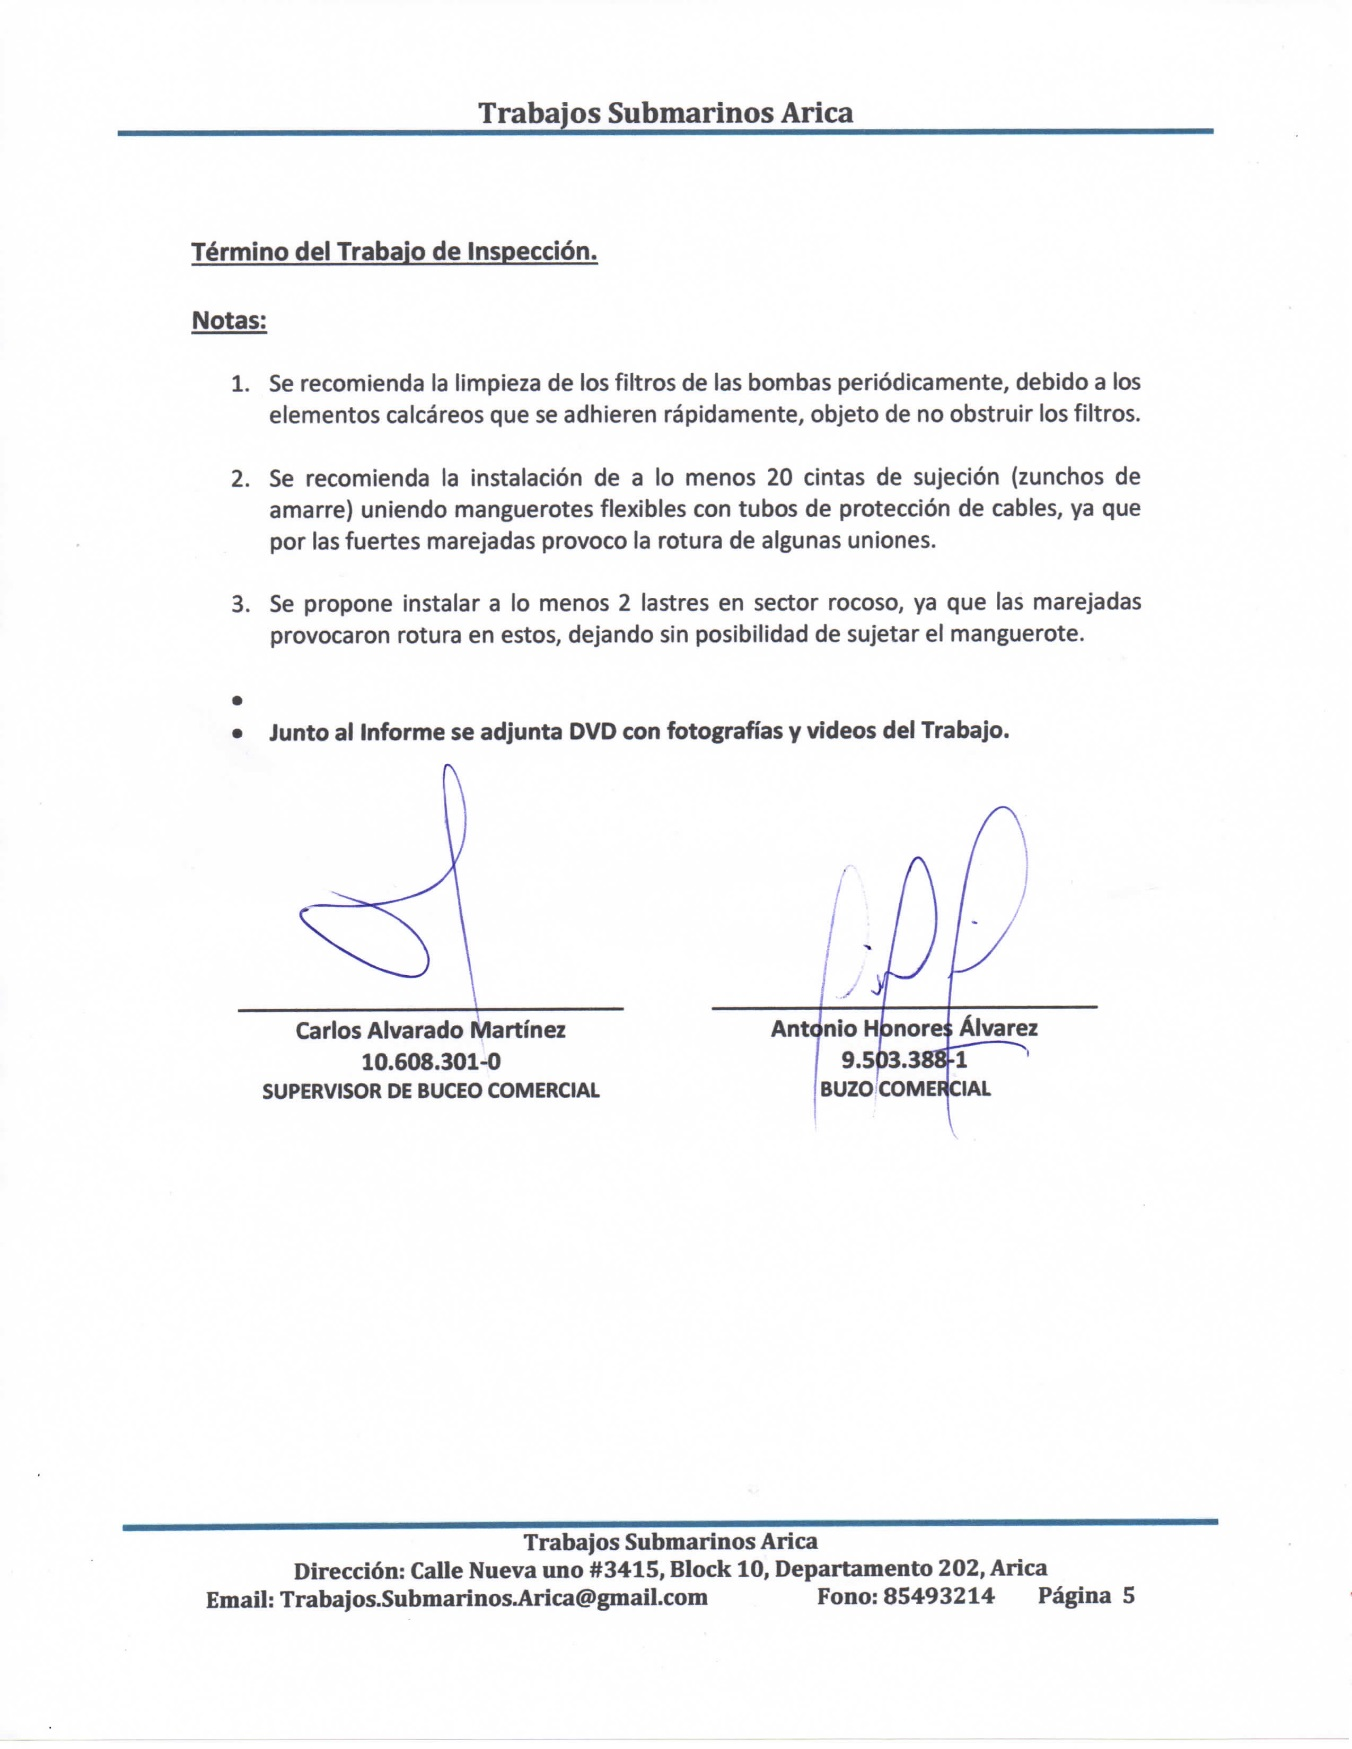 Trabajos Submarinos Arica
Término del Trabajo de Inspección.
Notas:
1. Se recomienda la limpieza de los filtros de las bombas periódicamente, debido a los
elementos calcáreos que se adhieren rápidamente, objeto de no obstruir los filtros.
2. Se recomienda la instalación de a lo menos 20 cintas de sujeción (zunchos de
amarre) uniendo manguerotes flexibles con tubos de protección de cables, ya que
por las fuertes marejadas provoco la rotura de algunas uniones.
3. Se propone instalar a lo menos 2 lastres en sector rocoso, ya que las marejadas
provocaron rotura en estos, dejando sin posibilidad de sujetar el manguerote.
•
• Junto al Informe se adjunta DVD con fotografías y videos del Trabajo.
Carlos Alvarado Martínez
10.608.301-0
SUPERVISOR DE BUCEO COMERCIAL
Antonio Honores Álvarez
9.503.388-1
BUZO COMERCIAL
Trabajos Submarinos Arica
Dirección: Calle Nueva uno #3415, Block 10, Departamento 202, Arica
Email: Trabajos.Submarinos.Arica@gmail.com Fono: 85493214 Página 5